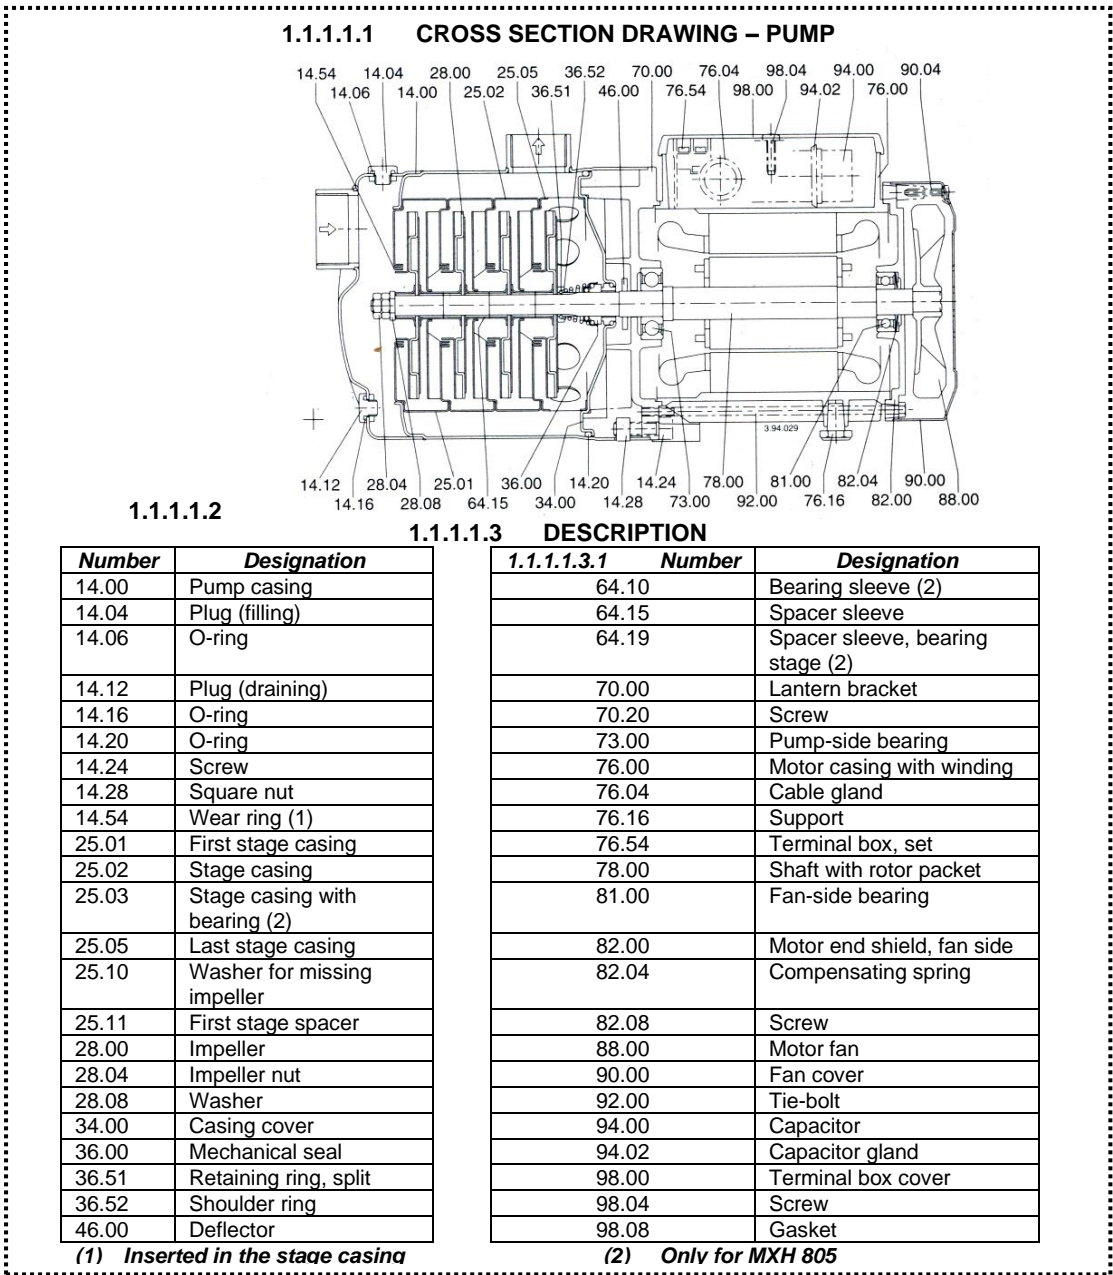 1.1.1.1.1 CROSS SECTION DRAWING – PUMP
14.54 14.04 28.00 25.05 36.52 70.00 76.04 98.04 94.00 90.04
14.06 14.00 25.02 36.51 46.00 76.54 98.00 94.02 76.00
3.94.029
14.12 28.04 25.01 36.00 14.20 14.24 78.00 81.00 82.04 90.00
14.16 28.08 64.15 34.00 14.28 73.00 92.00 76.16 82.00 88.00
1.1.1.1.2
1.1.1.1.3 DESCRIPTION
Number Designation
14.00 Pump casing
14.04 Plug (filling)
14.06 O-ring
14.12 Plug (draining)
14.16 O-ring
14.20 O-ring
14.24 Screw
14.28 Square nut
14.54 Wear ring (1)
25.01 First stage casing
25.02 Stage casing
25.03 Stage casing with
bearing (2)
25.05 Last stage casing
25.10 Washer for missing
impeller
25.11 First stage spacer
28.00 Impeller
28.04 Impeller nut
28.08 Washer
34.00 Casing cover
36.00 Mechanical seal
36.51 Retaining ring, split
36.52 Shoulder ring
46.00 Deflector
(1) Inserted in the stage casing
1.1.1.1.3.1 Number Designation
64.10 Bearing sleeve (2)
64.15 Spacer sleeve
64.19 Spacer sleeve, bearing
stage (2)
70.00 Lantern bracket
70.20 Screw
73.00 Pump-side bearing
76.00 Motor casing with winding
76.04 Cable gland
76.16 Support
76.54 Terminal box, set
78.00 Shaft with rotor packet
81.00 Fan-side bearing
82.00 Motor end shield, fan side
82.04 Compensating spring
82.08 Screw
88.00 Motor fan
90.00 Fan cover
92.00 Tie-bolt
94.00 Capacitor
94.02 Capacitor gland
98.00 Terminal box cover
98.04 Screw
98.08 Gasket
(2) Only for MXH 805